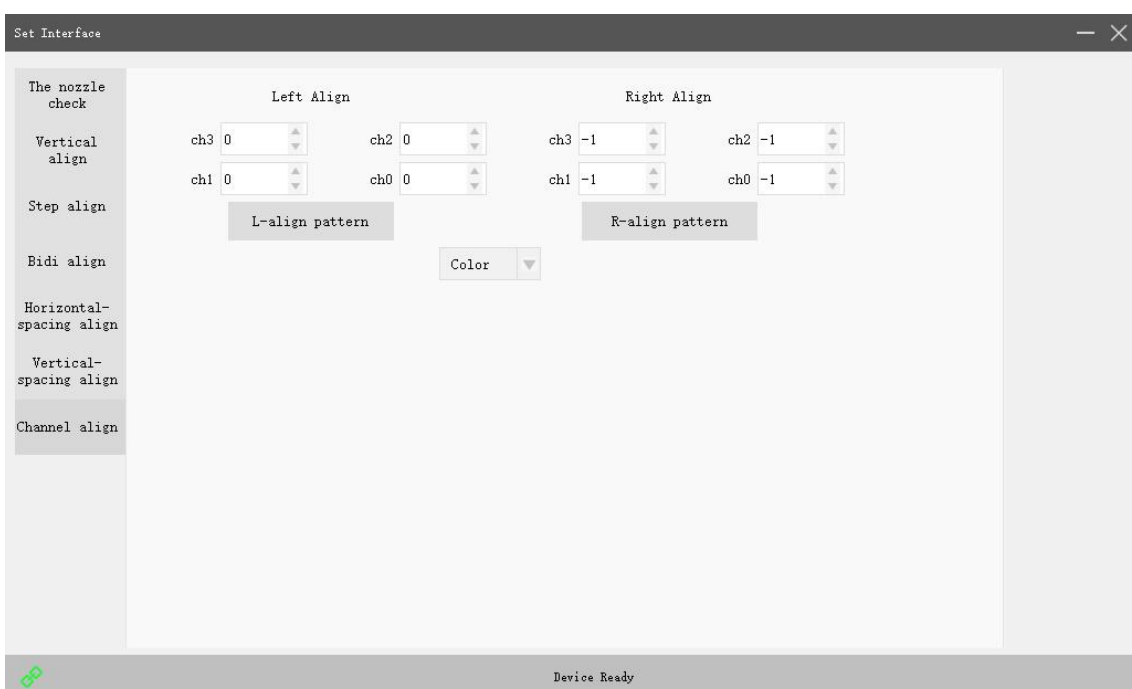 Set Interface
The nozzle
check
Vertical
align
Step align
Bidi align
Horizontal-
spacing align
Vertical-
spacing align
Channel align
Left Align
Right Align
ch3 0 ch2 0 ch3 -1 ch2 -1
ch1 0 ch0 0 ch1 -1 ch0 -1
L-align pattern
R-align pattern
Color
Device Ready